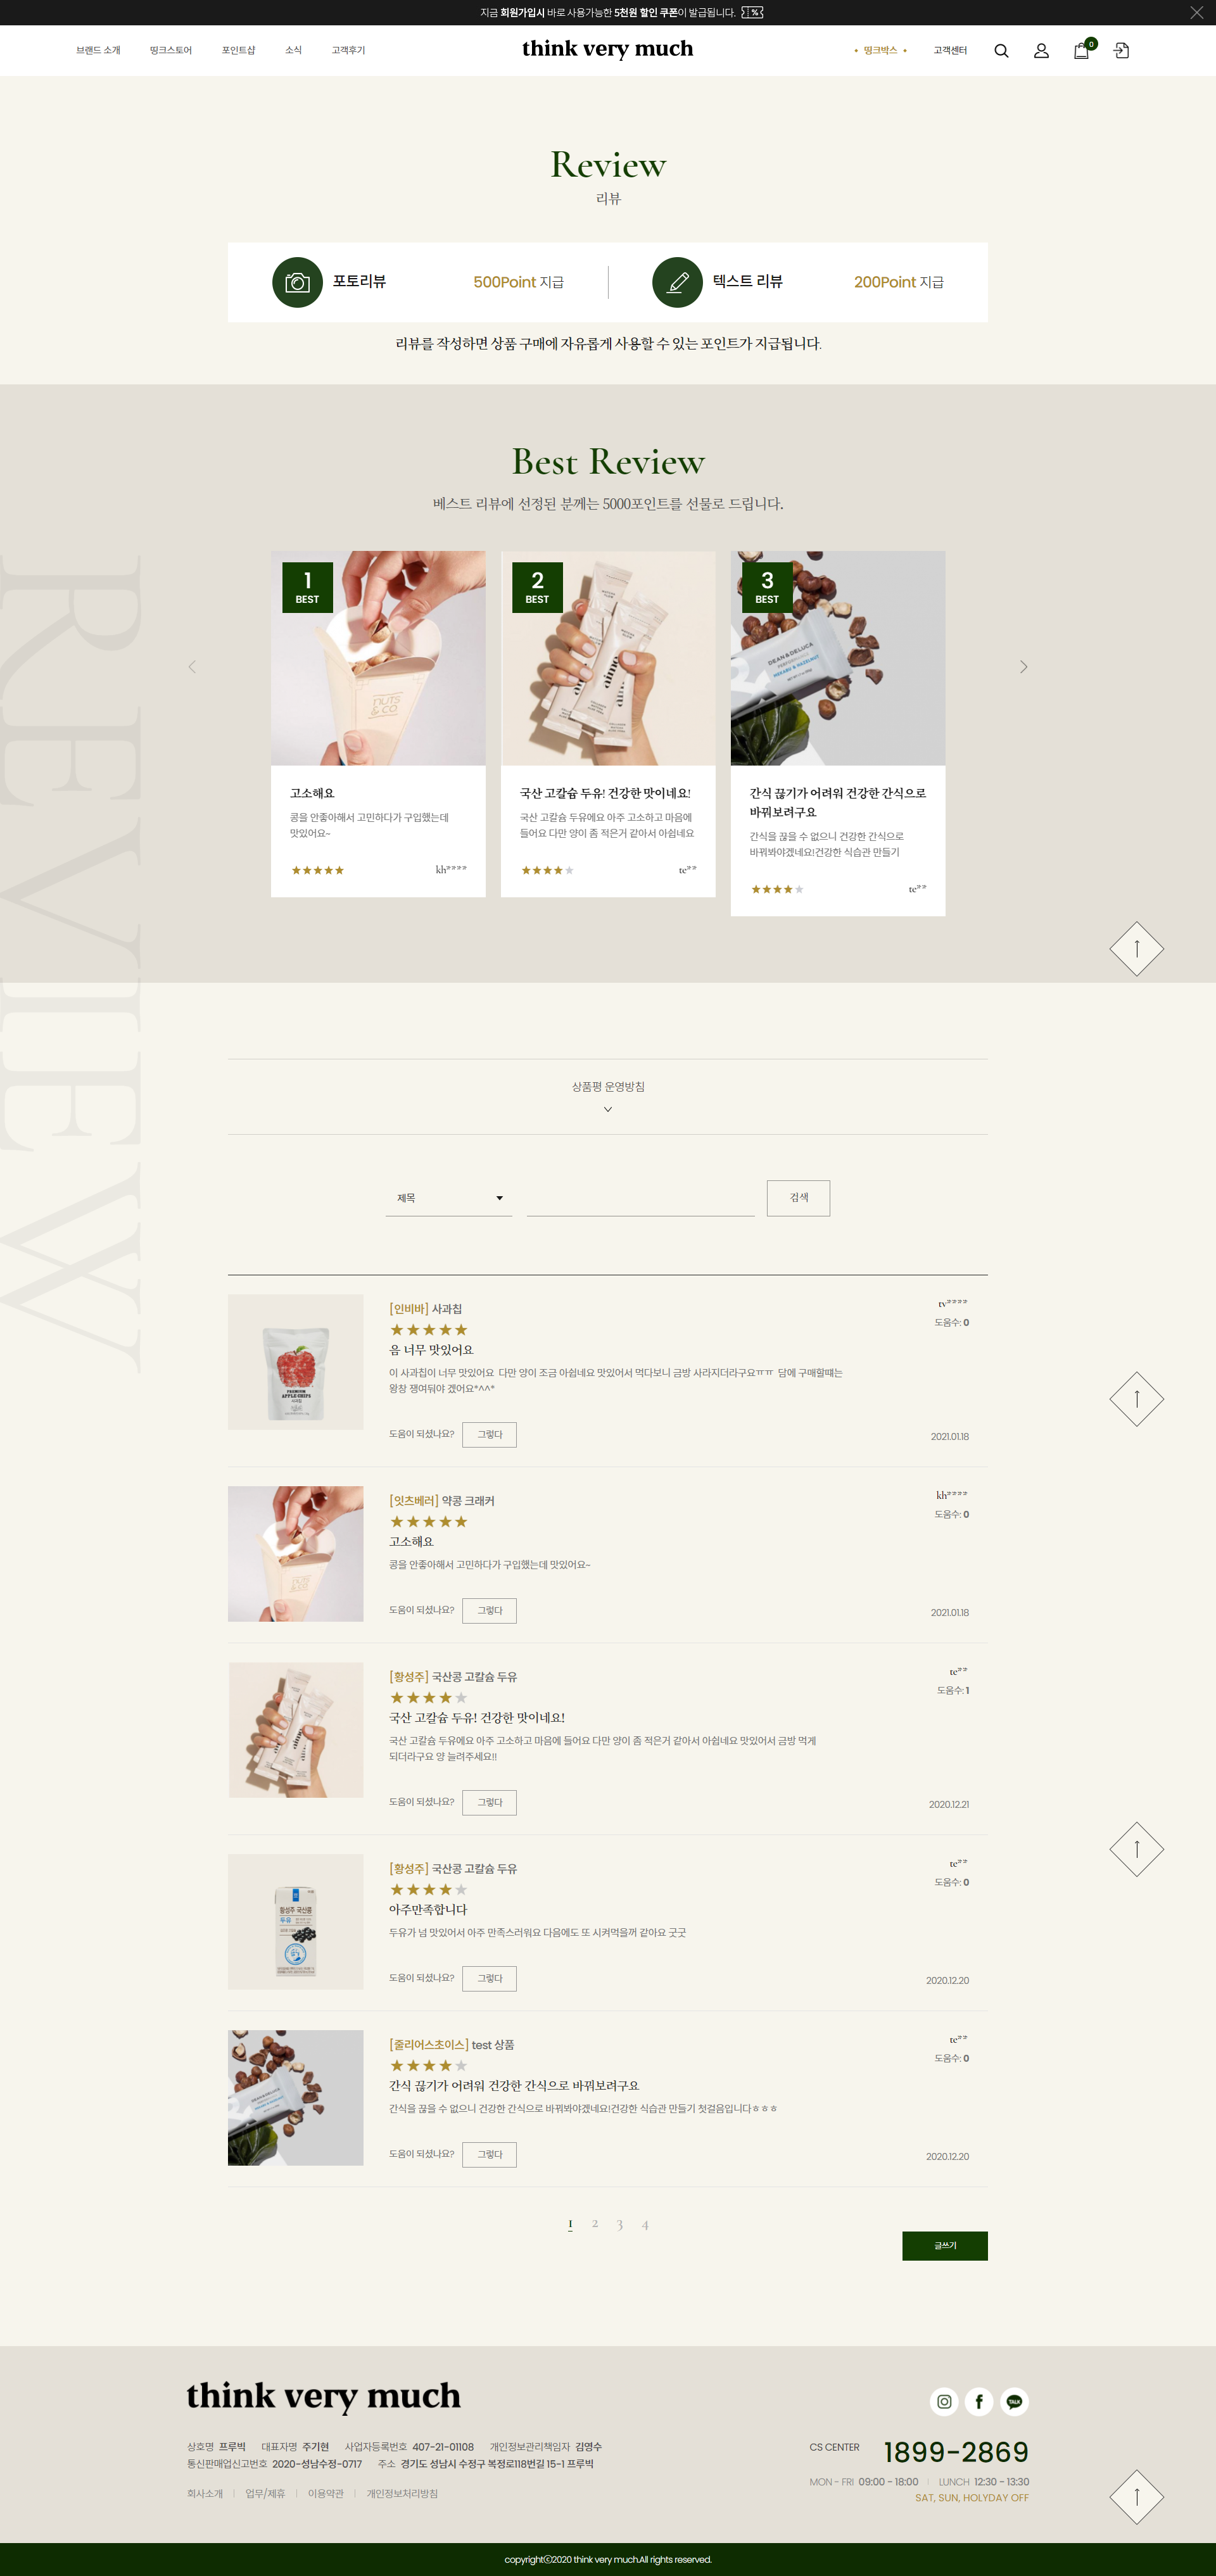 지금 회원가입시 바로 사용가능한 5천원 할인 쿠폰이 발급됩니다.
브랜드 소개 띵크스토어 포인트샵 소식 고객후기
think very much
띵크박스 고객센터 0
Review
리뷰
포토리뷰 500Point 지급
텍스트 리뷰 200Point 지급
리뷰를 작성하면 상품 구매에 자유롭게 사용할 수 있는 포인트가 지급됩니다.
Best Review
베스트 리뷰에 선정된 분께는 5000포인트를 선물로 드립니다.
REVIEW
1 BEST
NUTS & CO
고소해요
콩을 안좋아해서 고민하다가 구입했는데
맛있어요~
kh****
2 BEST
국산 고칼슘 두유! 건강한 맛이네요!
국산 고칼슘 두유에요 아주 고소하고 마음에
들어요 다만 양이 좀 적은거 같아서 아쉽네요
te**
3 BEST
DEAN & DELUCA
간식 끊기가 어려워 건강한 간식으로
바꿔보려구요
간식을 끊을 수 없으니 건강한 간식으로
바꿔봐야겠네요!건강한 식습관 만들기
te**
상품평 운영방침
제목
검색
[인비바] 사과칩
tv****
도움수: 0
음 너무 맛있어요
이 사과칩이 너무 맛있어요 다만 양이 조금 아쉽네요 맛있어서 먹다보니 금방 사라지더라구요ㅠㅠ 담에 구매할떄는
왕창 쟁여둬야 겠어요*^^*
도움이 되셨나요? 그렇다
2021.01.18
PREMIUM
APPLE CHIPS
[잇츠베러] 약콩 크래커
kh****
도움수: 0
고소해요
콩을 안좋아해서 고민하다가 구입했는데 맛있어요~
도움이 되셨나요? 그렇다
2021.01.18
[황성주] 국산콩 고칼슘 두유
te**
도움수: 1
국산 고칼슘 두유! 건강한 맛이네요!
국산 고칼슘 두유에요 아주 고소하고 마음에 들어요 다만 양이 좀 적은거 같아서 아쉽네요 맛있어서 금방 먹게
되더라구요 양 늘려주세요!!
도움이 되셨나요? 그렇다
2020.12.21
[황성주] 국산콩 고칼슘 두유
te**
도움수: 0
아주만족합니다
두유가 넘 맛있어서 아주 만족스러워요 다음에도 또 시켜먹을꺼 같아요 굿굿
도움이 되셨나요? 그렇다
2020.12.20
황성주 국산콩
두유
[줄리어스초이스] test 상품
te**
도움수: 0
간식 끊기가 어려워 건강한 간식으로 바꿔보려구요
간식을 끊을 수 없으니 건강한 간식으로 바꿔봐야겠네요!건강한 식습관 만들기 첫걸음입니다ㅎㅎㅎ
도움이 되셨나요? 그렇다
2020.12.20
1 2 3 4
글쓰기
think very much
상호명 프루빅 대표자명 주기현 사업자등록번호 407-21-01108 개인정보관리책임자 김영수
통신판매업신고번호 2020-성남수정-0717 주소 경기도 성남시 수정구 복정로118번길 15-1 프루빅
회사소개 업무/제휴 이용약관 개인정보처리방침
TALK
CS CENTER 1899-2869
MON - FRI 09:00 - 18:00 LUNCH 12:30 - 13:30
SAT, SUN, HOLYDAY OFF
copyrightⓒ2020 think very much.All rights reserved.